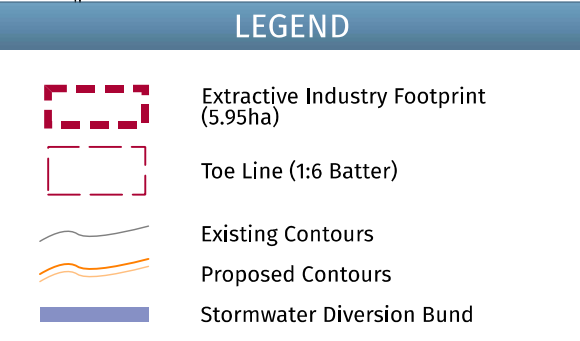 LEGEND
Extractive Industry Footprint
(5.95ha)
Toe Line (1:6 Batter)
Existing Contours
Proposed Contours
Stormwater Diversion Bund